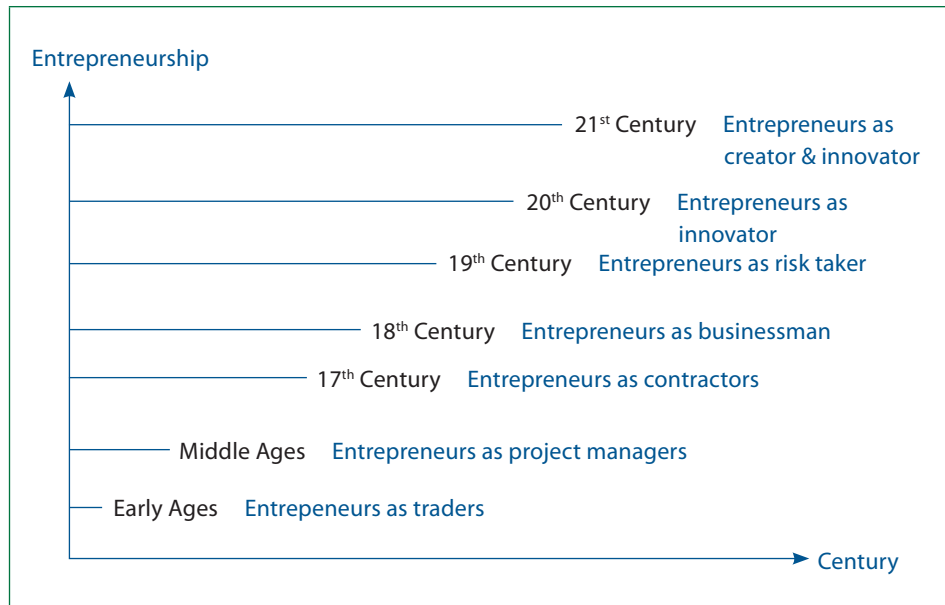 Entrepreneurship
21st Century Entrepreneurs as
creator & innovator
20th Century Entrepreneurs as
innovator
19th Century Entrepreneurs as risk taker
18th Century Entrepreneurs as businessman
17th Century Entrepreneurs as contractors
Middle Ages Entrepreneurs as project managers
Early Ages Entrepeneurs as traders
Century